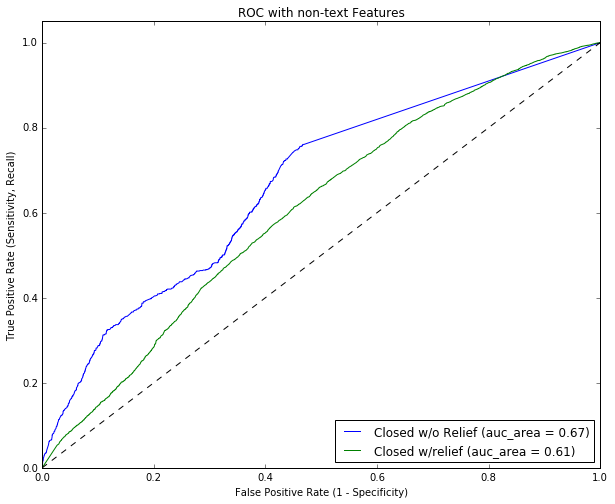 ROC with non-text Features
True Positive Rate (Sensitivity, Recall)
1.0
0.8
0.6
0.4
0.2
0.0
Closed w/o Relief (auc_area = 0.67)
Closed w/relief (auc_area = 0.61)
0.0 0.2 0.4 0.6 0.8 1.0
False Positive Rate (1 - Specificity)